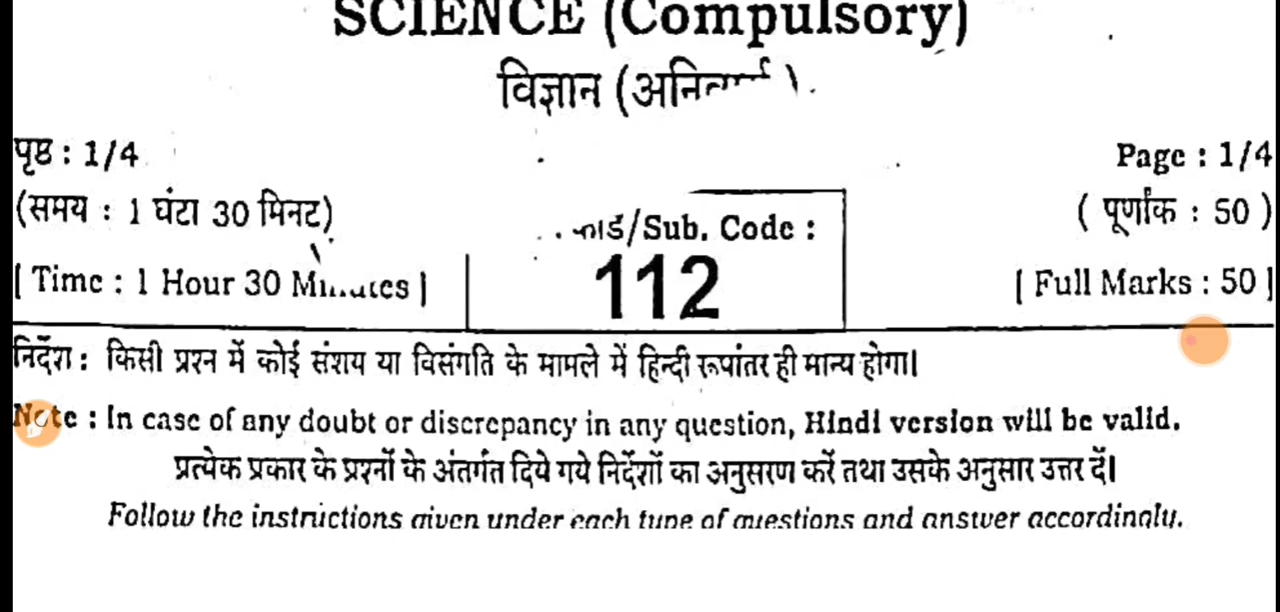 SCIENCE (Compulsory)
विज्ञान
पृष्ठ : 1/4
Page : 1/4
(समय : 1 घंटा 30 मिनट)
( पूर्णांक : 50 )
/Sub. Code :
112
[ Time : 1 Hour 30 Minutes ]
[ Full Marks : 50 ]
निर्देश : किसी प्रश्न में कोई संशय या विसंगति के मामले में हिन्दी रूपांतर ही मान्य होगा।
Note : In case of any doubt or discrepancy in any question, Hindi version will be valid.
प्रत्येक प्रकार के प्रश्नों के अंतर्गत दिये गये निर्देशों का अनुसरण करें तथा उसके अनुसार उत्तर दें।
Follow the instructions given under each type of questions and answer accordingly.